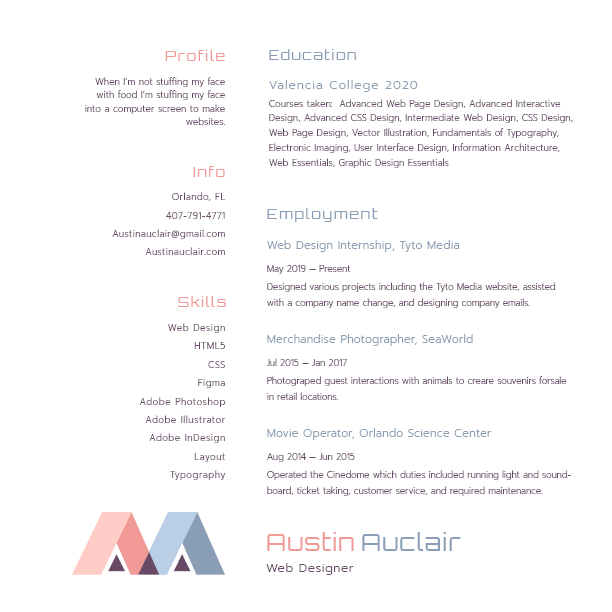 Profile
When I'm not stuffing my face
with food I'm stuffing my face
into a computer screen to make
websites.
Info
Orlando, FL
407-791-4771
Austinauclair@gmail.com
Austinauclair.com
Skills
Web Design
HTML5
CSS
Figma
Adobe Photoshop
Adobe Illustrator
Adobe InDesign
Layout
Typography
Education
Valencia College 2020
Courses taken: Advanced Web Page Design, Advanced Interactive
Design, Advanced CSS Design, Intermediate Web Design, CSS Design,
Web Page Design, Vector Illustration, Fundamentals of Typography,
Electronic Imaging, User Interface Design, Information Architecture,
Web Essentials, Graphic Design Essentials
Employment
Web Design Internship, Tyto Media
May 2019 – Present
Designed various projects including the Tyto Media website, assisted
with a company name change, and designing company emails.
Merchandise Photographer, SeaWorld
Jul 2015 – Jan 2017
Photograped guest interactions with animals to creare souvenirs forsale
in retail locations.
Movie Operator, Orlando Science Center
Aug 2014 – Jun 2015
Operated the Cinedome which duties included running light and sound-
board, ticket taking, customer service, and required maintenance.
Austin Auclair
Web Designer